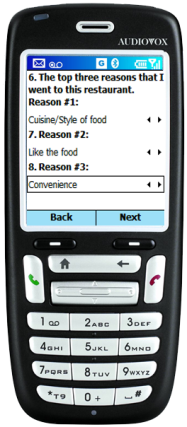 AUDIOVOX
G
6. The top three reasons that I
went to this restaurant.
Reason #1:
Cuisine/Style of food
7. Reason #2:
Like the food
8. Reason #3:
Convenience
Back Next
1 2ABC 3DEF
4GHI 5JKL 6MNO
7PQRS 8TUV 9WXYZ
*T9 0+ #